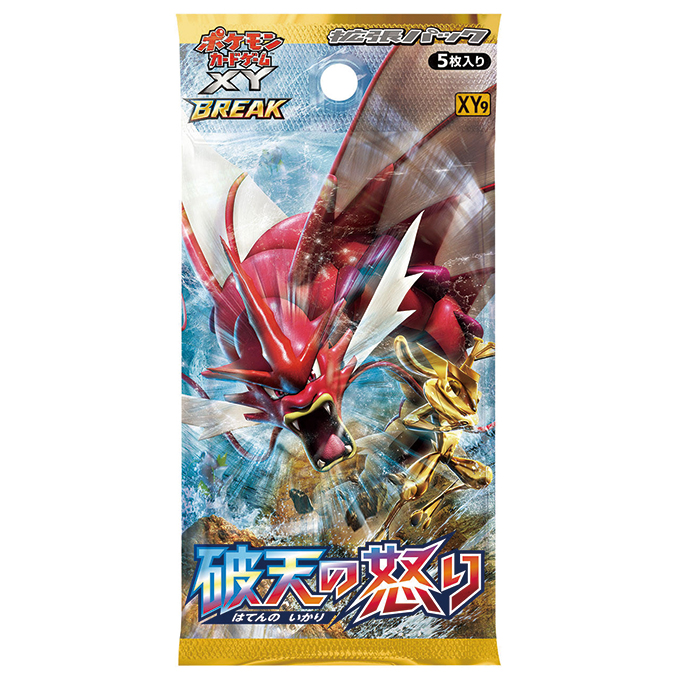 拡張パック
5枚入り
ポケモン
カードゲーム
XY
BREAK
XY9
破天の怒り
はてんの いかり